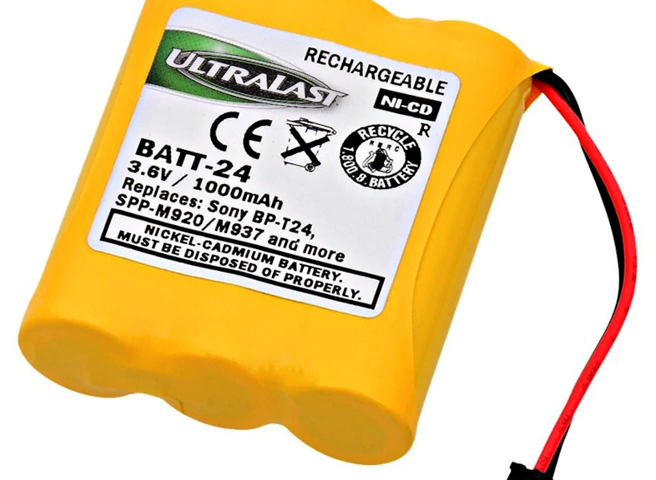 ULTRALAST
RECHARGEABLE
NI-CD
CE
R
RECYCLE
1.800.8.BATTERY
BATT-24
3.6V / 1000mAh
Replaces: Sony BP-T24,
SPP-M920/M937 and more
NICKEL-CADMIUM BATTERY.
MUST BE DISPOSED OF PROPERLY.